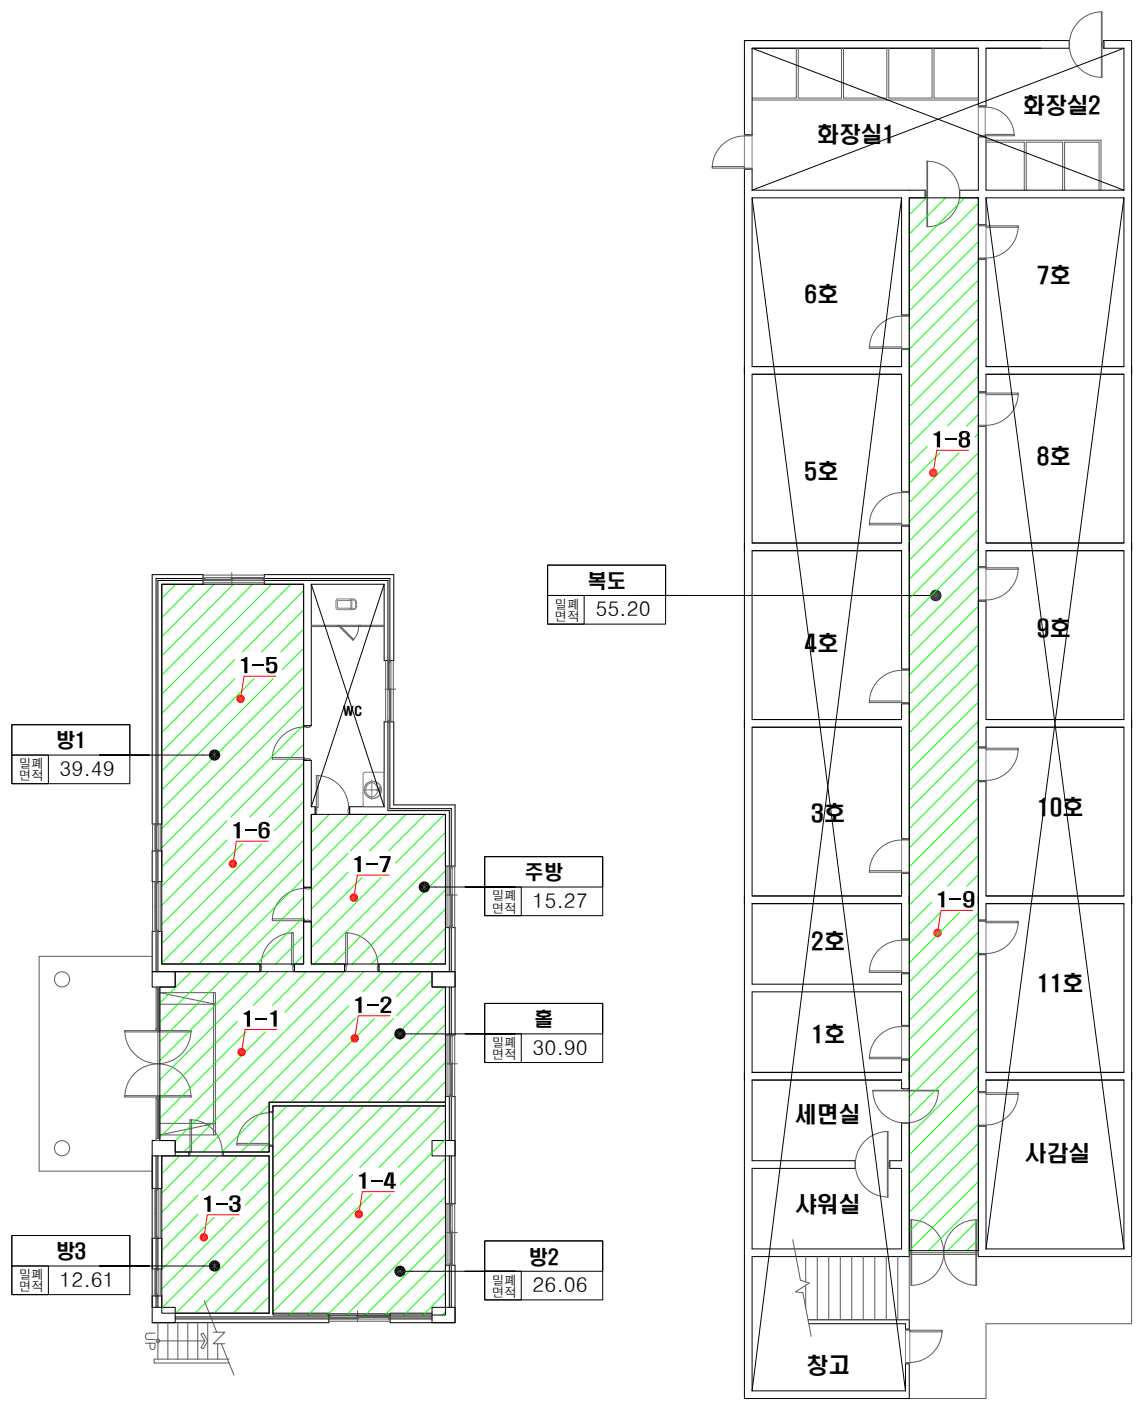 화장실2
화장실1
6호
7호
1-8
5호
8호
복도
밀폐
면적
55.20
4호
9호
1-5
WC
방1
밀폐
면적
39.49
1-6
3호
10호
1-7
주방
밀폐
면적
15.27
1-9
2호
11호
1-1
1-2
홀
밀폐
면적
30.90
1호
세면실
사감실
1-3
1-4
샤워실
방3
밀폐
면적
12.61
방2
밀폐
면적
26.06
UP
창고